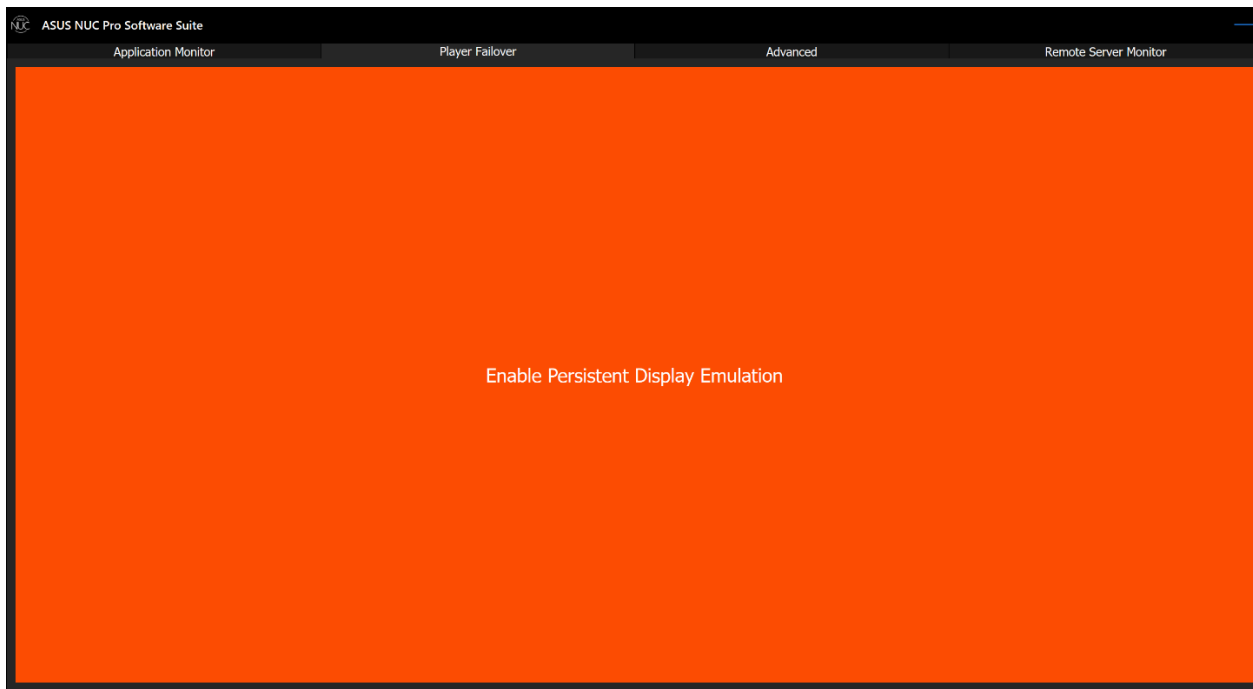 NUC ASUS NUC Pro Software Suite
Application Monitor Player Failover Advanced Remote Server Monitor
Enable Persistent Display Emulation